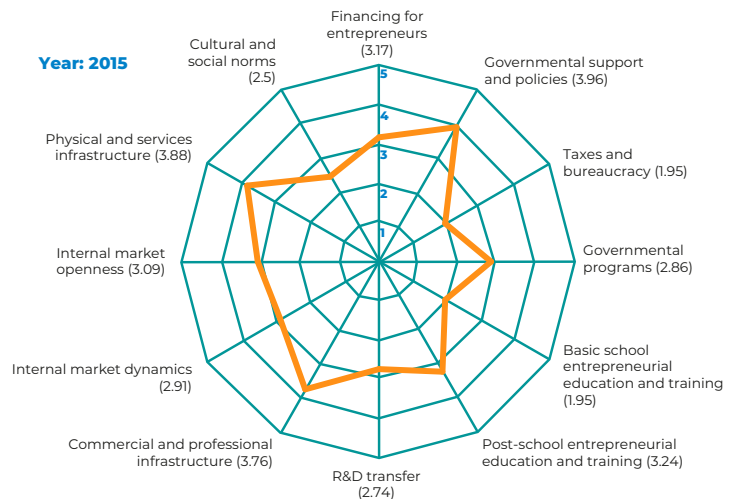 Year: 2015
Financing for
entrepreneurs
(3.17)
Governmental support
and policies (3.96)
Taxes and
bureaucracy (1.95)
Governmental
programs (2.86)
Basic school
entrepreneurial
education and training
(1.95)
Post-school entrepreneurial
education and training (3.24)
R&D transfer
(2.74)
Commercial and professional
infrastructure (3.76)
Internal market dynamics
(2.91)
Internal market
openness (3.09)
Physical and services
infrastructure (3.88)
Cultural and
social norms
(2.5)
5
4
3
2
1